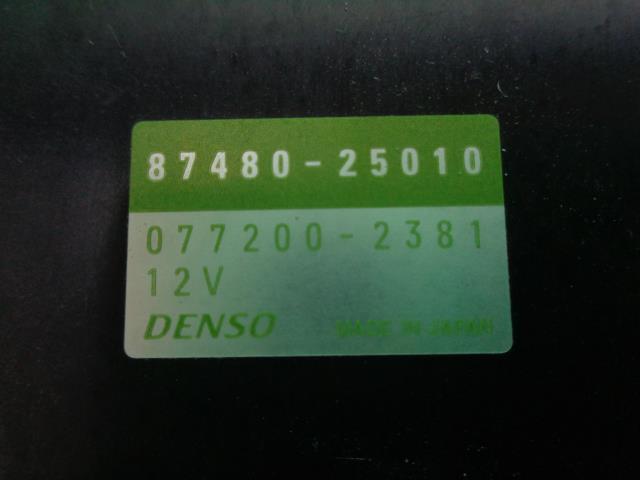 87480-25010
077200-2381
12V
DENSO
MADE IN JAPAN